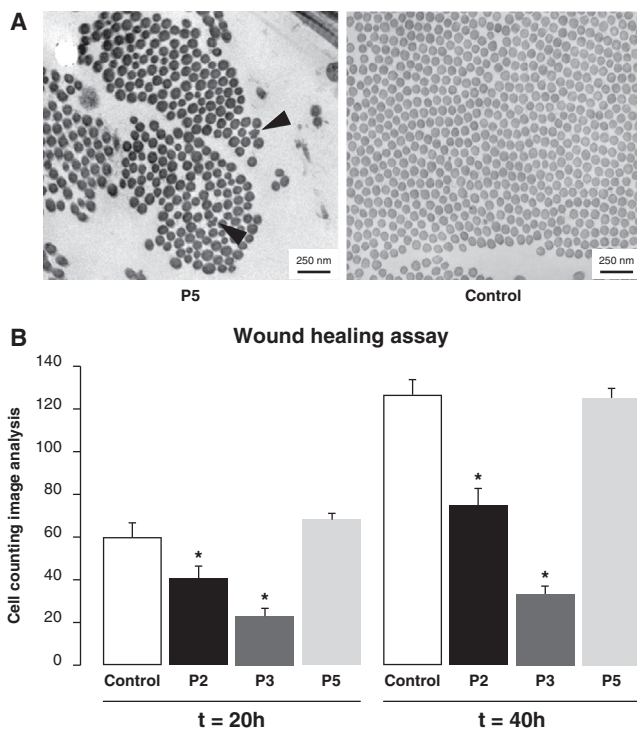 A
250 nm
250 nm
P5
Control
B
Wound healing assay
Cell counting image analysis
140
120
100
80
60
40
20
0
*
*
*
*
Control P2 P3 P5 Control P2 P3 P5
t = 20h t = 40h